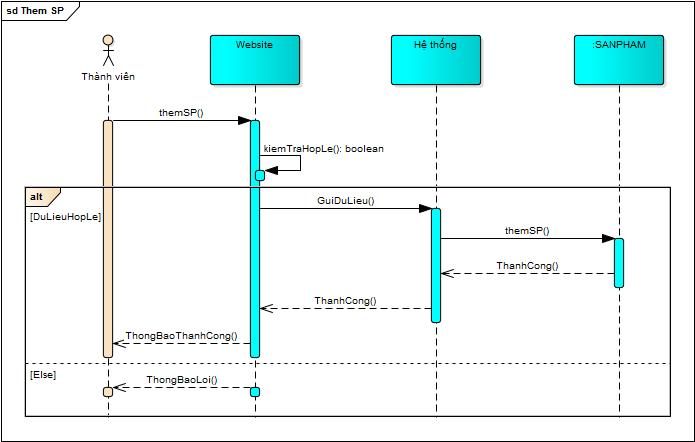 sd Them SP
Thành viên
Website
Hệ thống
:SANPHAM
themSP()
kiemTraHopLe(): boolean
alt
[DuLieuHopLe]
GuiDuLieu()
themSP()
ThanhCong()
ThanhCong()
ThongBaoThanhCong()
[Else]
ThongBaoLoi()